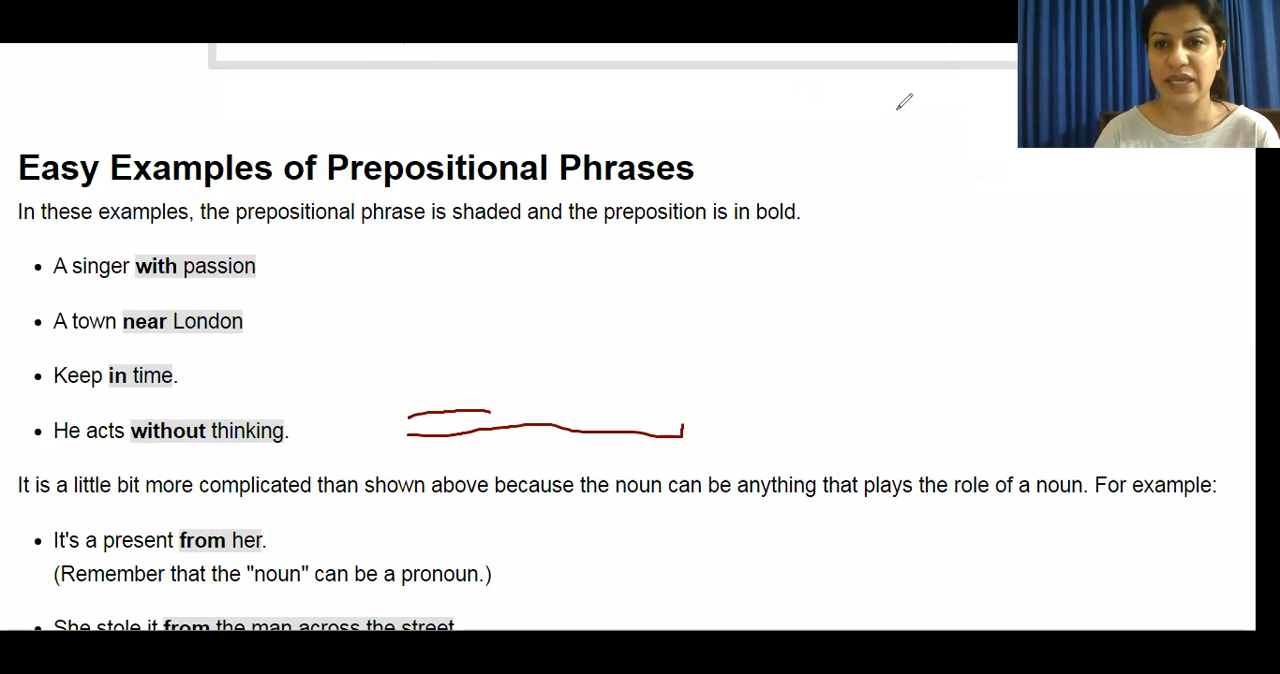 Easy Examples of Prepositional Phrases
In these examples, the prepositional phrase is shaded and the preposition is in bold.
• A singer with passion
• A town near London
• Keep in time.
• He acts without thinking.
It is a little bit more complicated than shown above because the noun can be anything that plays the role of a noun. For example:
• It's a present from her.
(Remember that the "noun" can be a pronoun.)
• She stole it from the man across the street